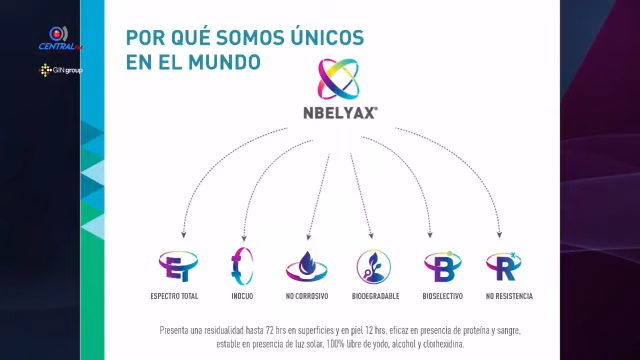 CENTRAL
GINgroup
POR QUÉ SOMOS ÚNICOS
EN EL MUNDO
NBELYAX®
ET
B
R
ESPECTRO TOTAL
INOCUO
NO CORROSIVO
BIODEGRADABLE
BIOSELECTIVO
NO RESISTENCIA
Presenta una residualidad hasta 72 hrs en superficies y en piel 12 hrs, eficaz en presencia de proteína y sangre,
estable en presencia de luz solar, 100% libre de yodo, alcohol y clorhexidina.